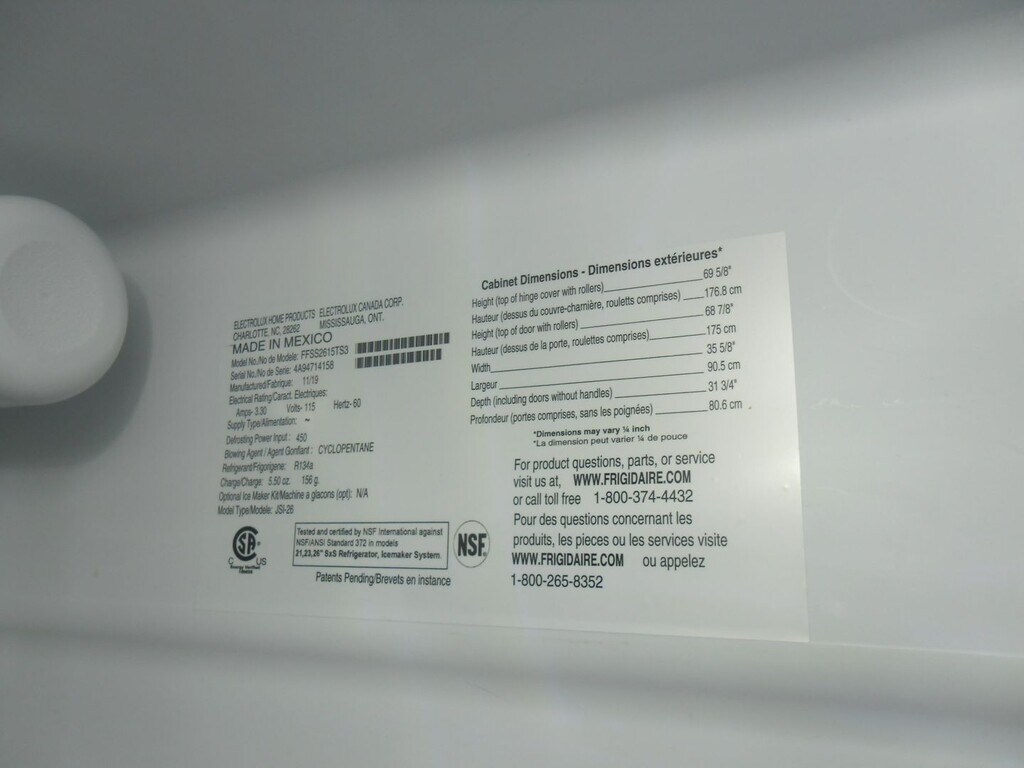 ELECTROLUX HOME PRODUCTS ELECTROLUX CANADA CORP.
CHARLOTTE, NC, 28262 MISSISSAUGA, ONT.
MADE IN MEXICO
Model No./No de Modele: FFSS2615TS3
Serial No./No de Serie: 4A94714158
Manufactured/Fabrique: 11/19
Electrical Rating/Caract. Electriques:
Amps- 3.30 Volts- 115 Hertz- 60
Supply Type/Alimentation: ~
Defrosting Power Input: 450
Blowing Agent / Agent Gonflant: CYCLOPENTANE
Refrigerant/Frigorigene: R134a
Charge/Charge: 5.50 oz. 156 g.
Optional Ice Maker Kit/Machine a glacons (opt): N/A
Model Type/Modele: JSI-26
SA
C US
Energy Verified
Tested and certified by NSF International against
NSF/ANSI Standard 372 in models
21,23,26" SxS Refrigerator, Icemaker System.
NSF
Patents Pending/Brevets en instance
Cabinet Dimensions - Dimensions extérieures*
Height (top of hinge cover with rollers) 69 5/8"
Hauteur (dessus du couvre-charnière, roulettes comprises) 176.8 cm
Height (top of door with rollers) 68 7/8"
Hauteur (dessus de la porte, roulettes comprises) 175 cm
Width 35 5/8"
Largeur 90.5 cm
Depth (including doors without handles) 31 3/4"
Profondeur (portes comprises, sans les poignées) 80.6 cm
*Dimensions may vary ¼ inch
*La dimension peut varier ¼ de pouce
For product questions, parts, or service
visit us at, WWW.FRIGIDAIRE.COM
or call toll free 1-800-374-4432
Pour des questions concernant les
produits, les pieces ou les services visite
WWW.FRIGIDAIRE.COM ou appelez
1-800-265-8352